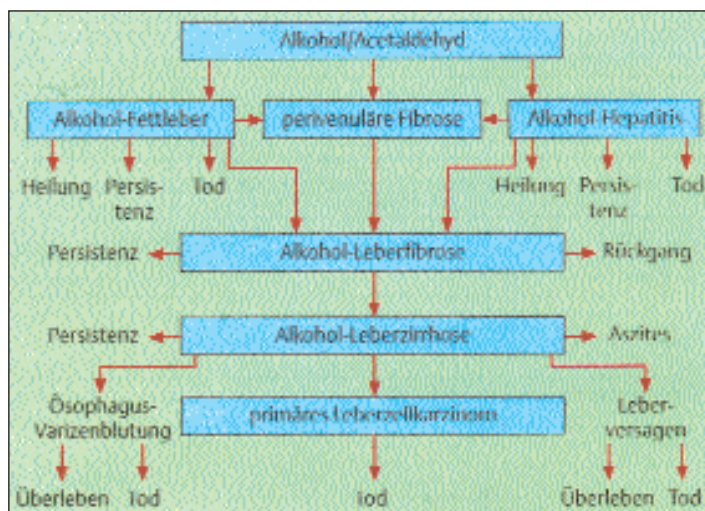 Alkohol/Acetaldehyd
Alkohol-Fettleber perivenuläre Fibrose Alkohol-Hepatitis
Heilung Persis- Tod Heilung Persis- Tod
tenz tenz
Persistenz Alkohol-Leberfibrose Rückgang
Persistenz Alkohol-Leberzirrhose Aszites
Ösophagus- primäres Leberzellkarzinom Leber-
Varizenblutung versagen
Überleben Tod Tod Überleben Tod